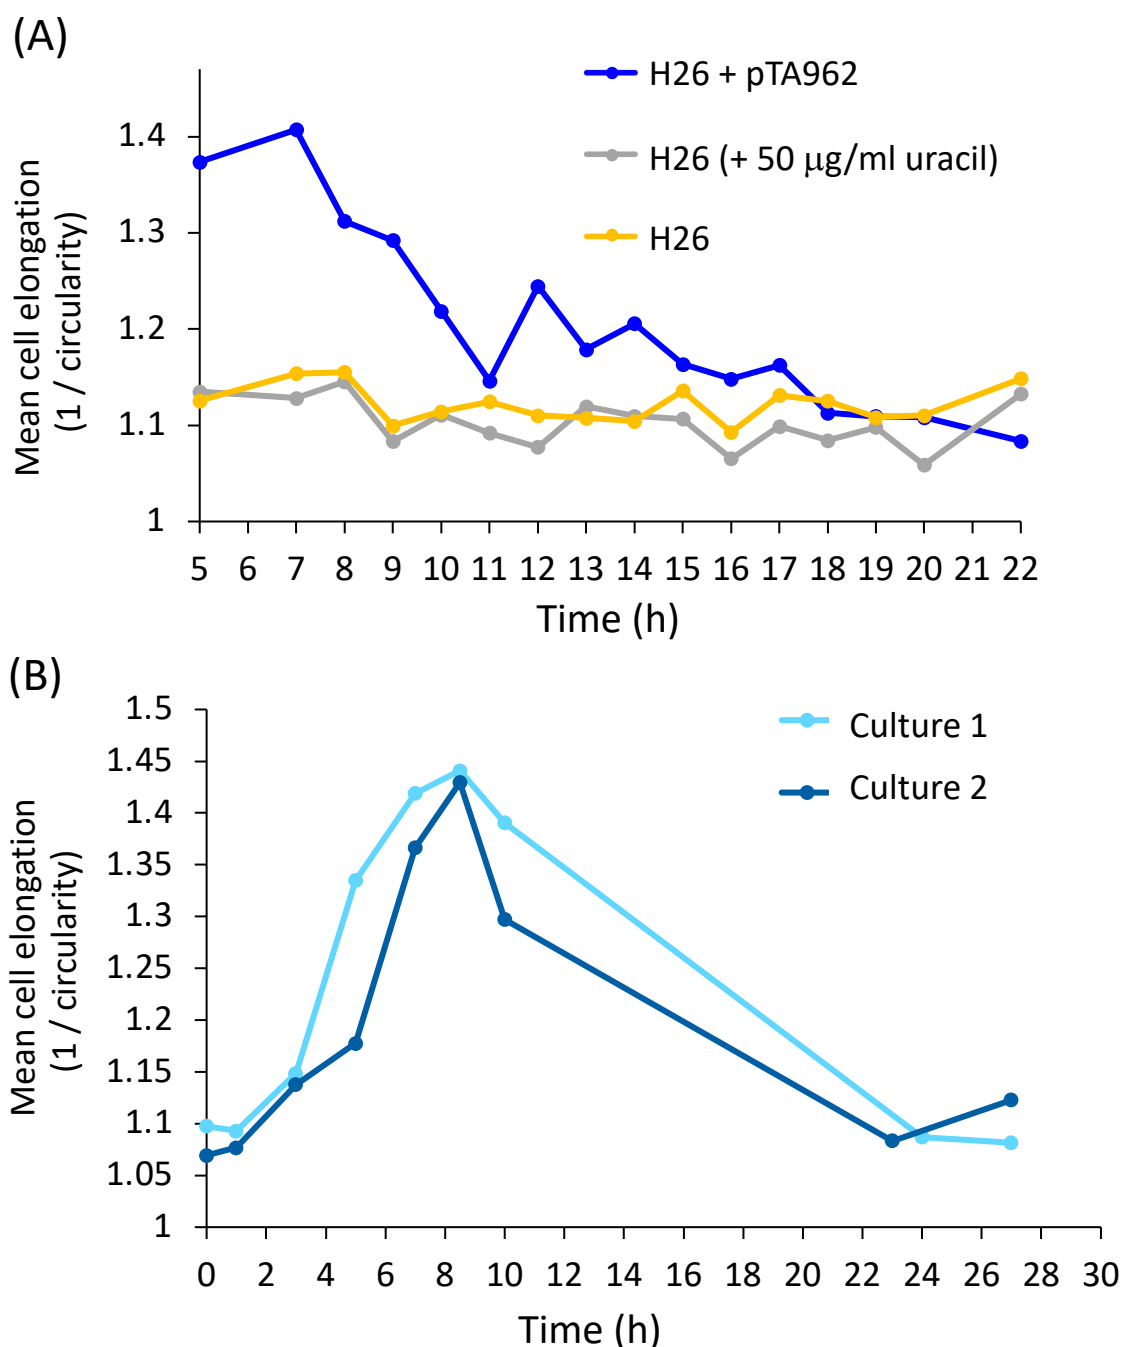 (A)
H26 + pTA962
H26 (+ 50 μg/ml uracil)
H26
Mean cell elongation
(1 / circularity)
1.4
1.3
1.2
1.1
1
5 6 7 8 9 10 11 12 13 14 15 16 17 18 19 20 21 22
Time (h)
(B)
Culture 1
Culture 2
Mean cell elongation
(1 / circularity)
1.5
1.45
1.4
1.35
1.3
1.25
1.2
1.15
1.1
1.05
1
0 2 4 6 8 10 12 14 16 18 20 22 24 26 28 30
Time (h)